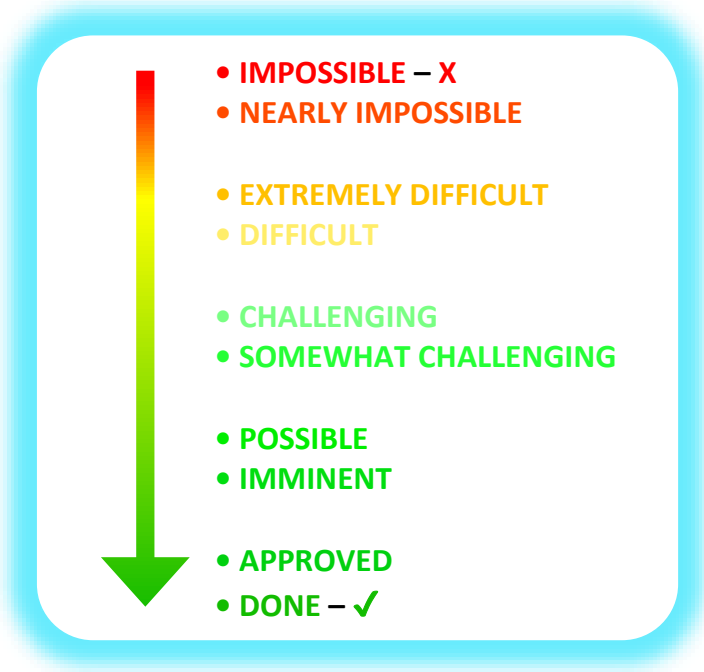 • IMPOSSIBLE – X
• NEARLY IMPOSSIBLE
• EXTREMELY DIFFICULT
• DIFFICULT
• CHALLENGING
• SOMEWHAT CHALLENGING
• POSSIBLE
• IMMINENT
• APPROVED
• DONE – ✓